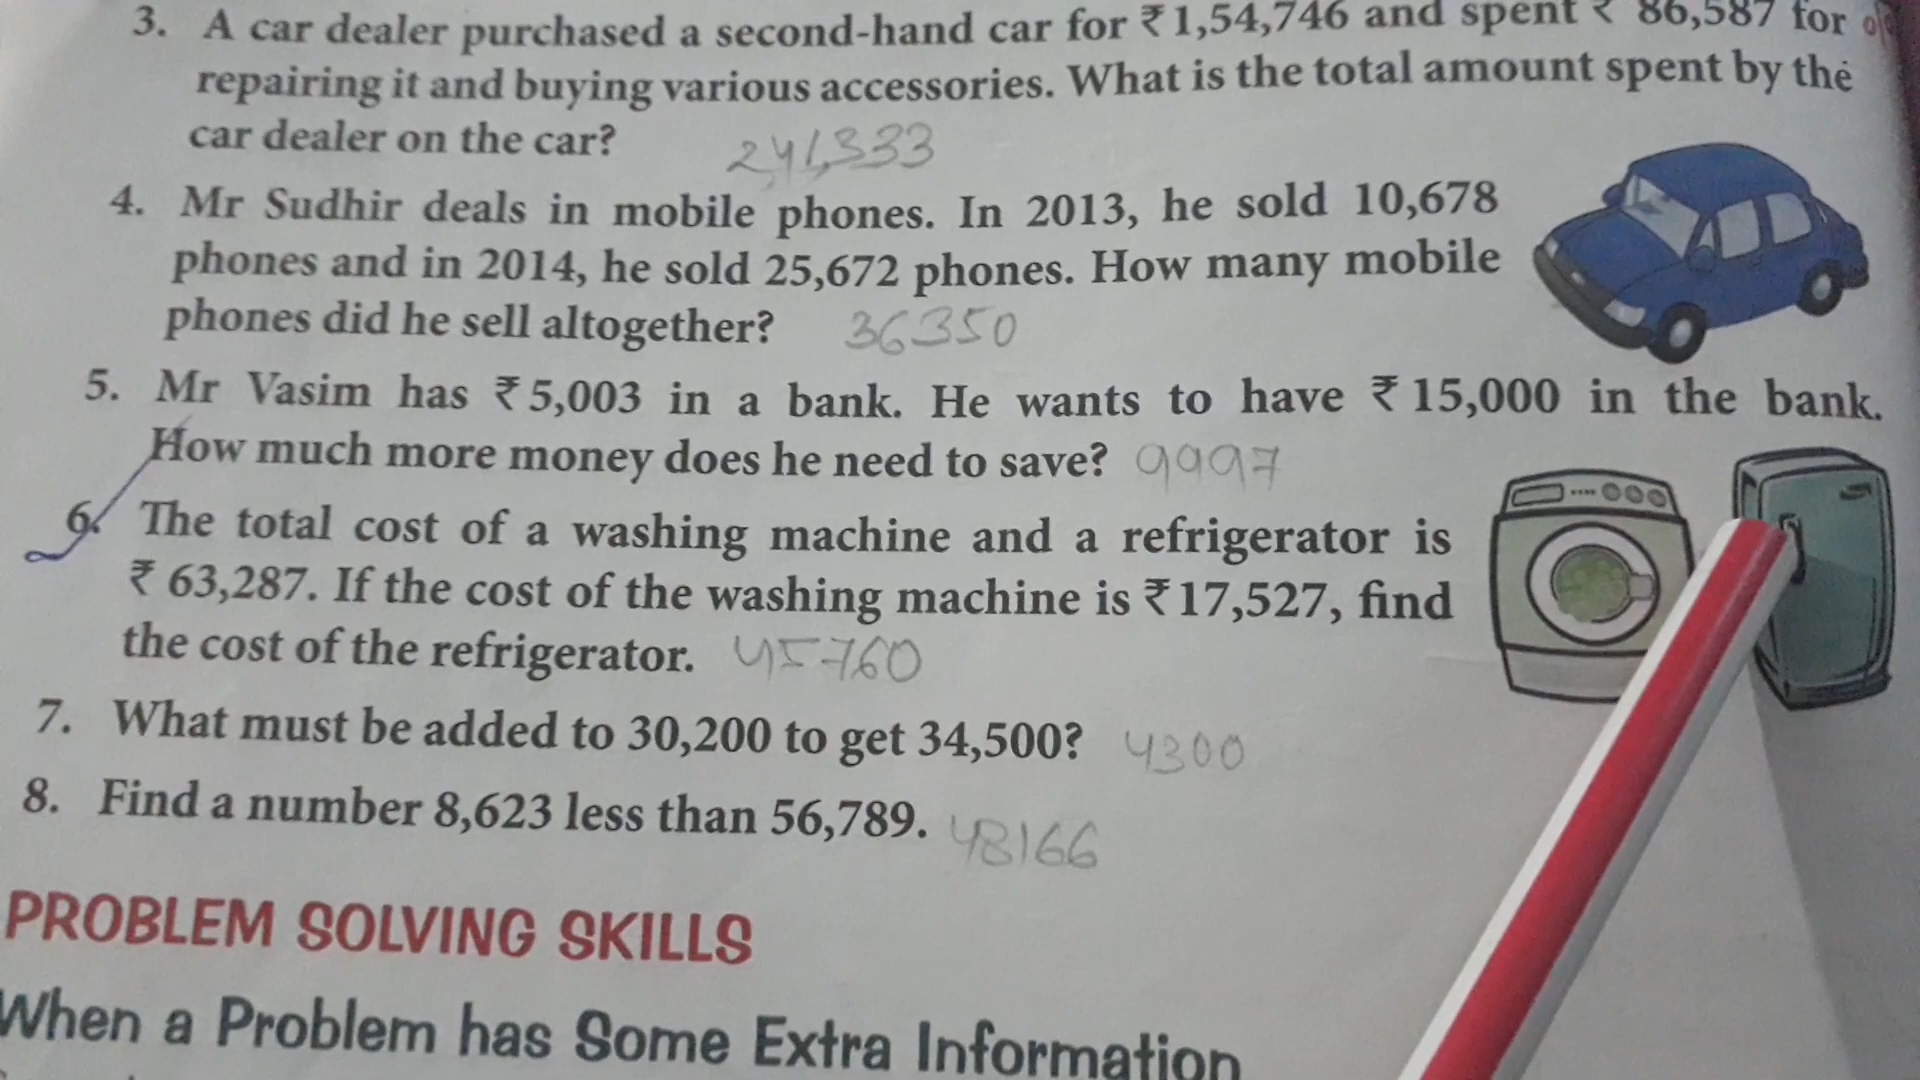 3. A car dealer purchased a second-hand car for ₹ 1,54,746 and spent ₹ 86,587 for
repairing it and buying various accessories. What is the total amount spent by the
car dealer on the car? 2,41,333
4. Mr Sudhir deals in mobile phones. In 2013, he sold 10,678
phones and in 2014, he sold 25,672 phones. How many mobile
phones did he sell altogether? 36350
5. Mr Vasim has ₹ 5,003 in a bank. He wants to have ₹ 15,000 in the bank.
How much more money does he need to save? 9997
6. The total cost of a washing machine and a refrigerator is
₹ 63,287. If the cost of the washing machine is ₹ 17,527, find
the cost of the refrigerator. 45760
7. What must be added to 30,200 to get 34,500? 4300
8. Find a number 8,623 less than 56,789. 48166
PROBLEM SOLVING SKILLS
When a Problem has Some Extra Information